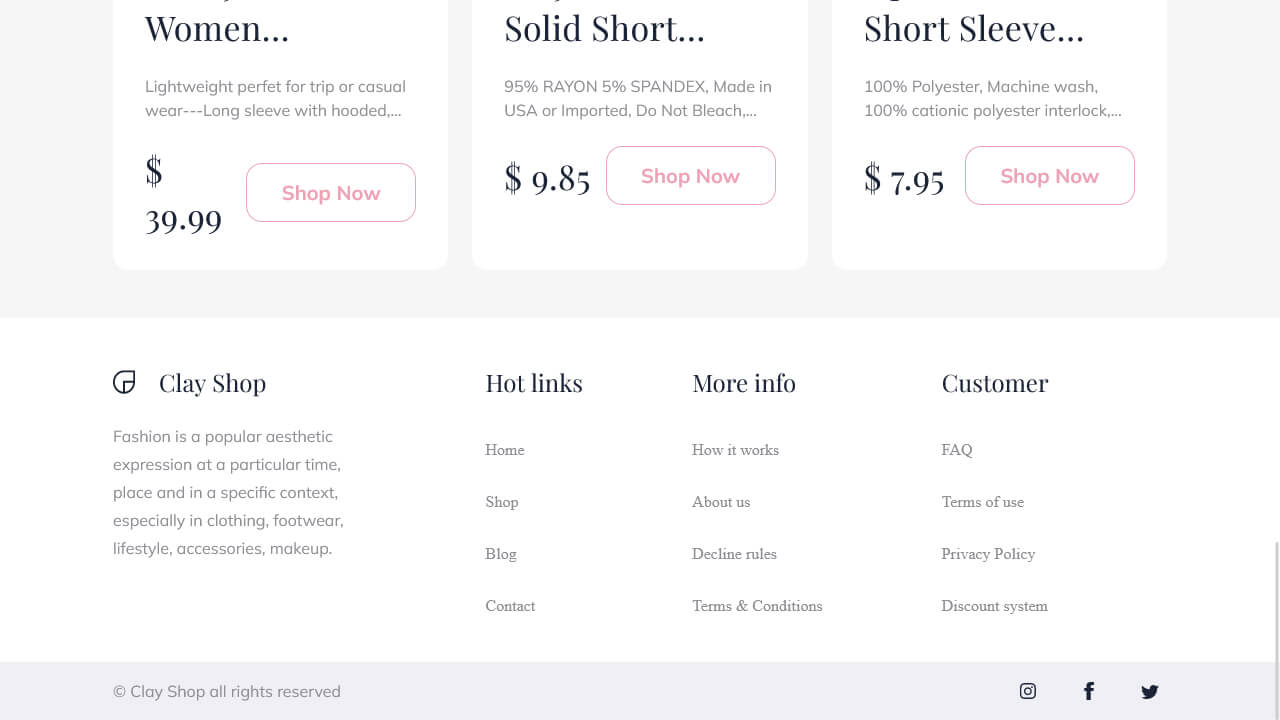 Women...
Lightweight perfet for trip or casual
wear---Long sleeve with hooded,...
$
39.99
Shop Now
Solid Short...
95% RAYON 5% SPANDEX, Made in
USA or Imported, Do Not Bleach,...
$ 9.85
Shop Now
Short Sleeve...
100% Polyester, Machine wash,
100% cationic polyester interlock,...
$ 7.95
Shop Now
Clay Shop
Fashion is a popular aesthetic
expression at a particular time,
place and in a specific context,
especially in clothing, footwear,
lifestyle, accessories, makeup.
Hot links
Home
Shop
Blog
Contact
More info
How it works
About us
Decline rules
Terms & Conditions
Customer
FAQ
Terms of use
Privacy Policy
Discount system
© Clay Shop all rights reserved